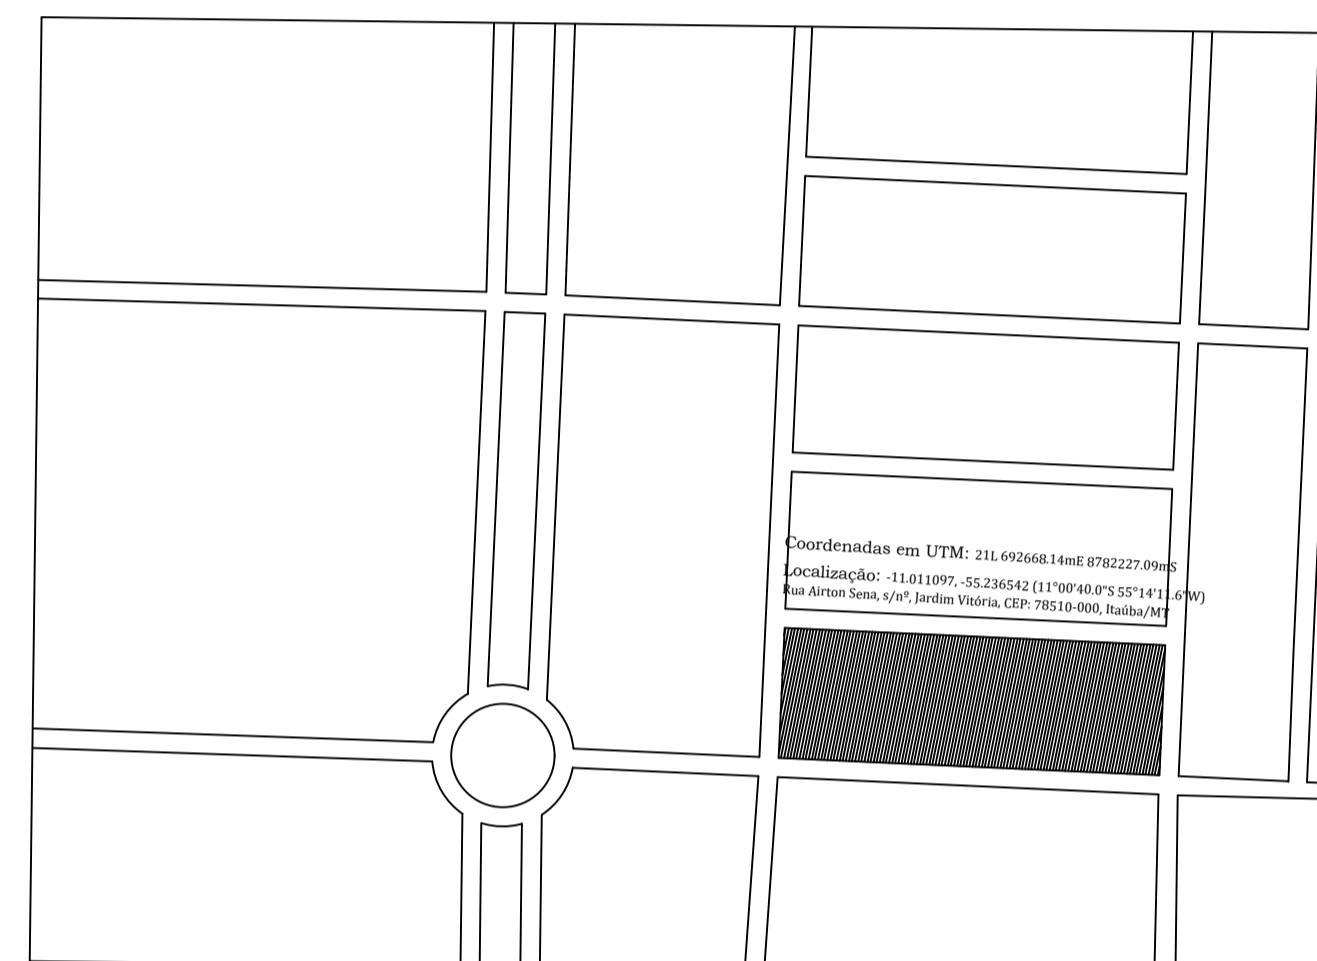 Coordenadas em UTM: 21L 692668.14mE 8782227.09mS
Localização: -11.011097, -55.236542 (11°00'40.0"S 55°14'11.6"W)
Rua Airton Sena, s/nº, Jardim Vitória, CEP: 78510-000, Itaúba/MT